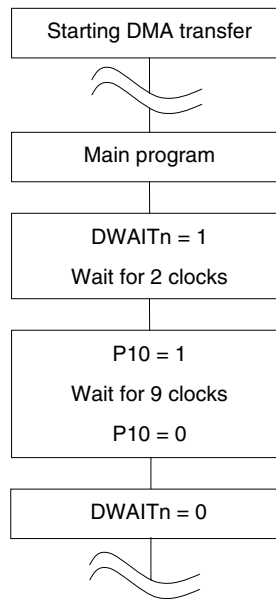 Starting DMA transfer
Main program
DWAITn = 1
Wait for 2 clocks
P10 = 1
Wait for 9 clocks
P10 = 0
DWAITn = 0